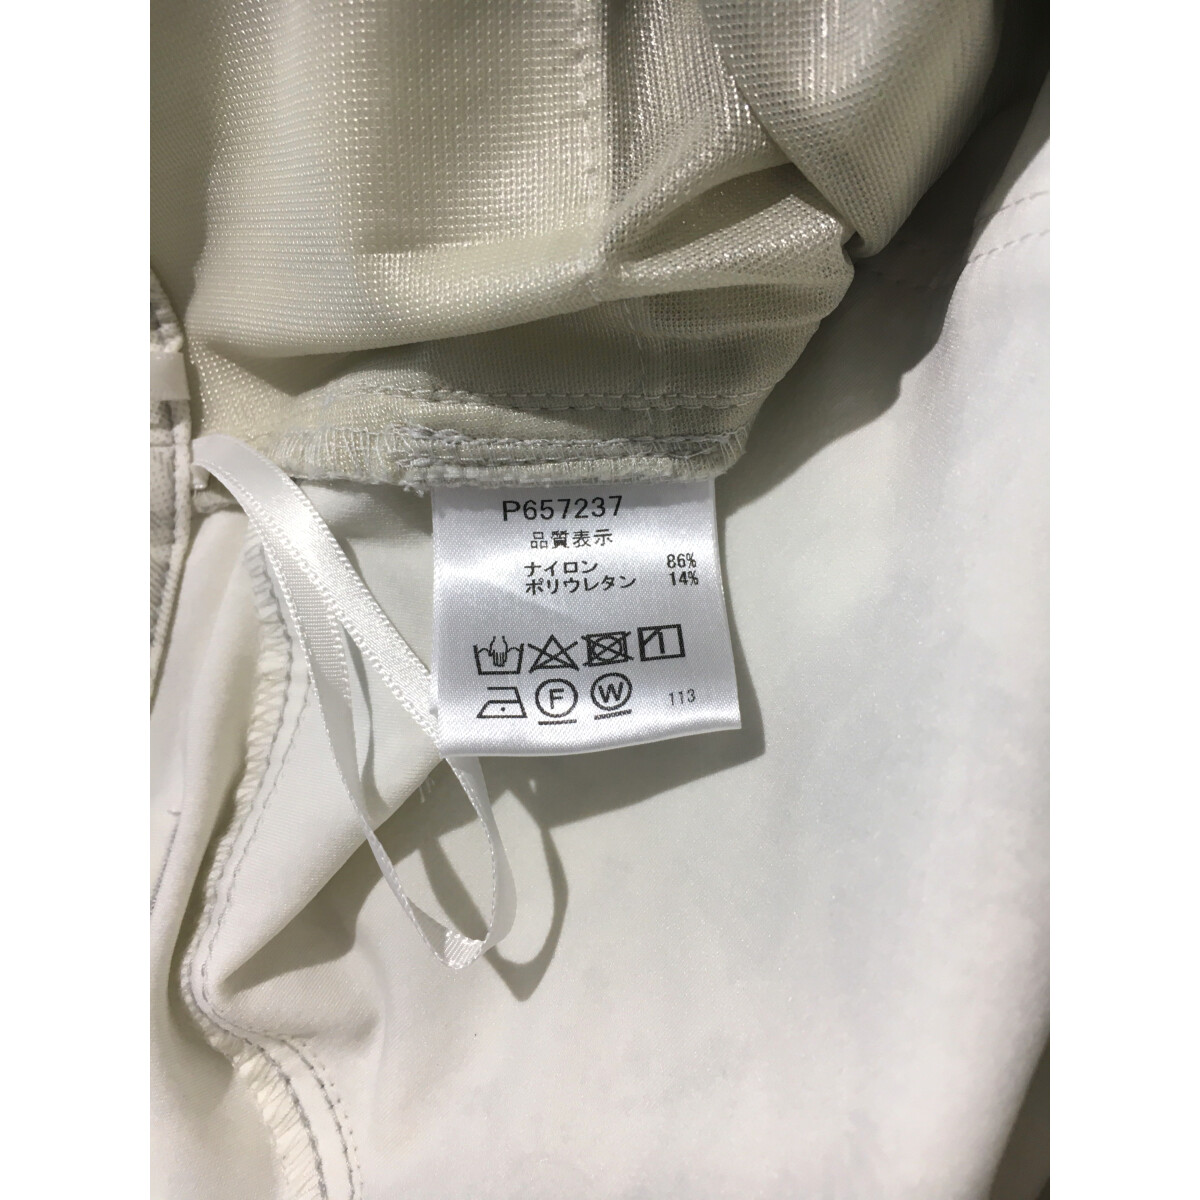 P657237
品質表示
ナイロン 86%
ポリウレタン 14%
F W 113